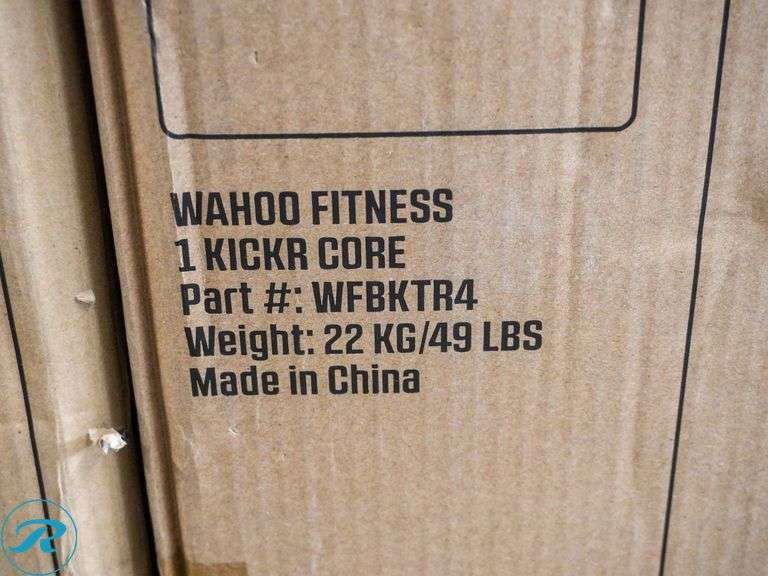 WAHOO FITNESS
1 KICKR CORE
Part #: WFBKTR4
Weight: 22 KG/49 LBS
Made in China
R